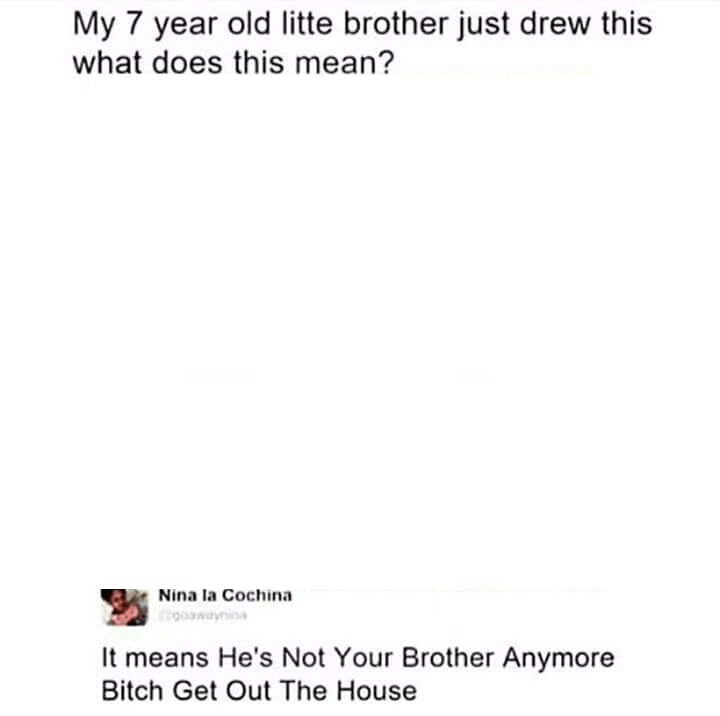 My 7 year old litte brother just drew this
what does this mean?
Nina la Cochina
@goawaynina
It means He's Not Your Brother Anymore
Bitch Get Out The House